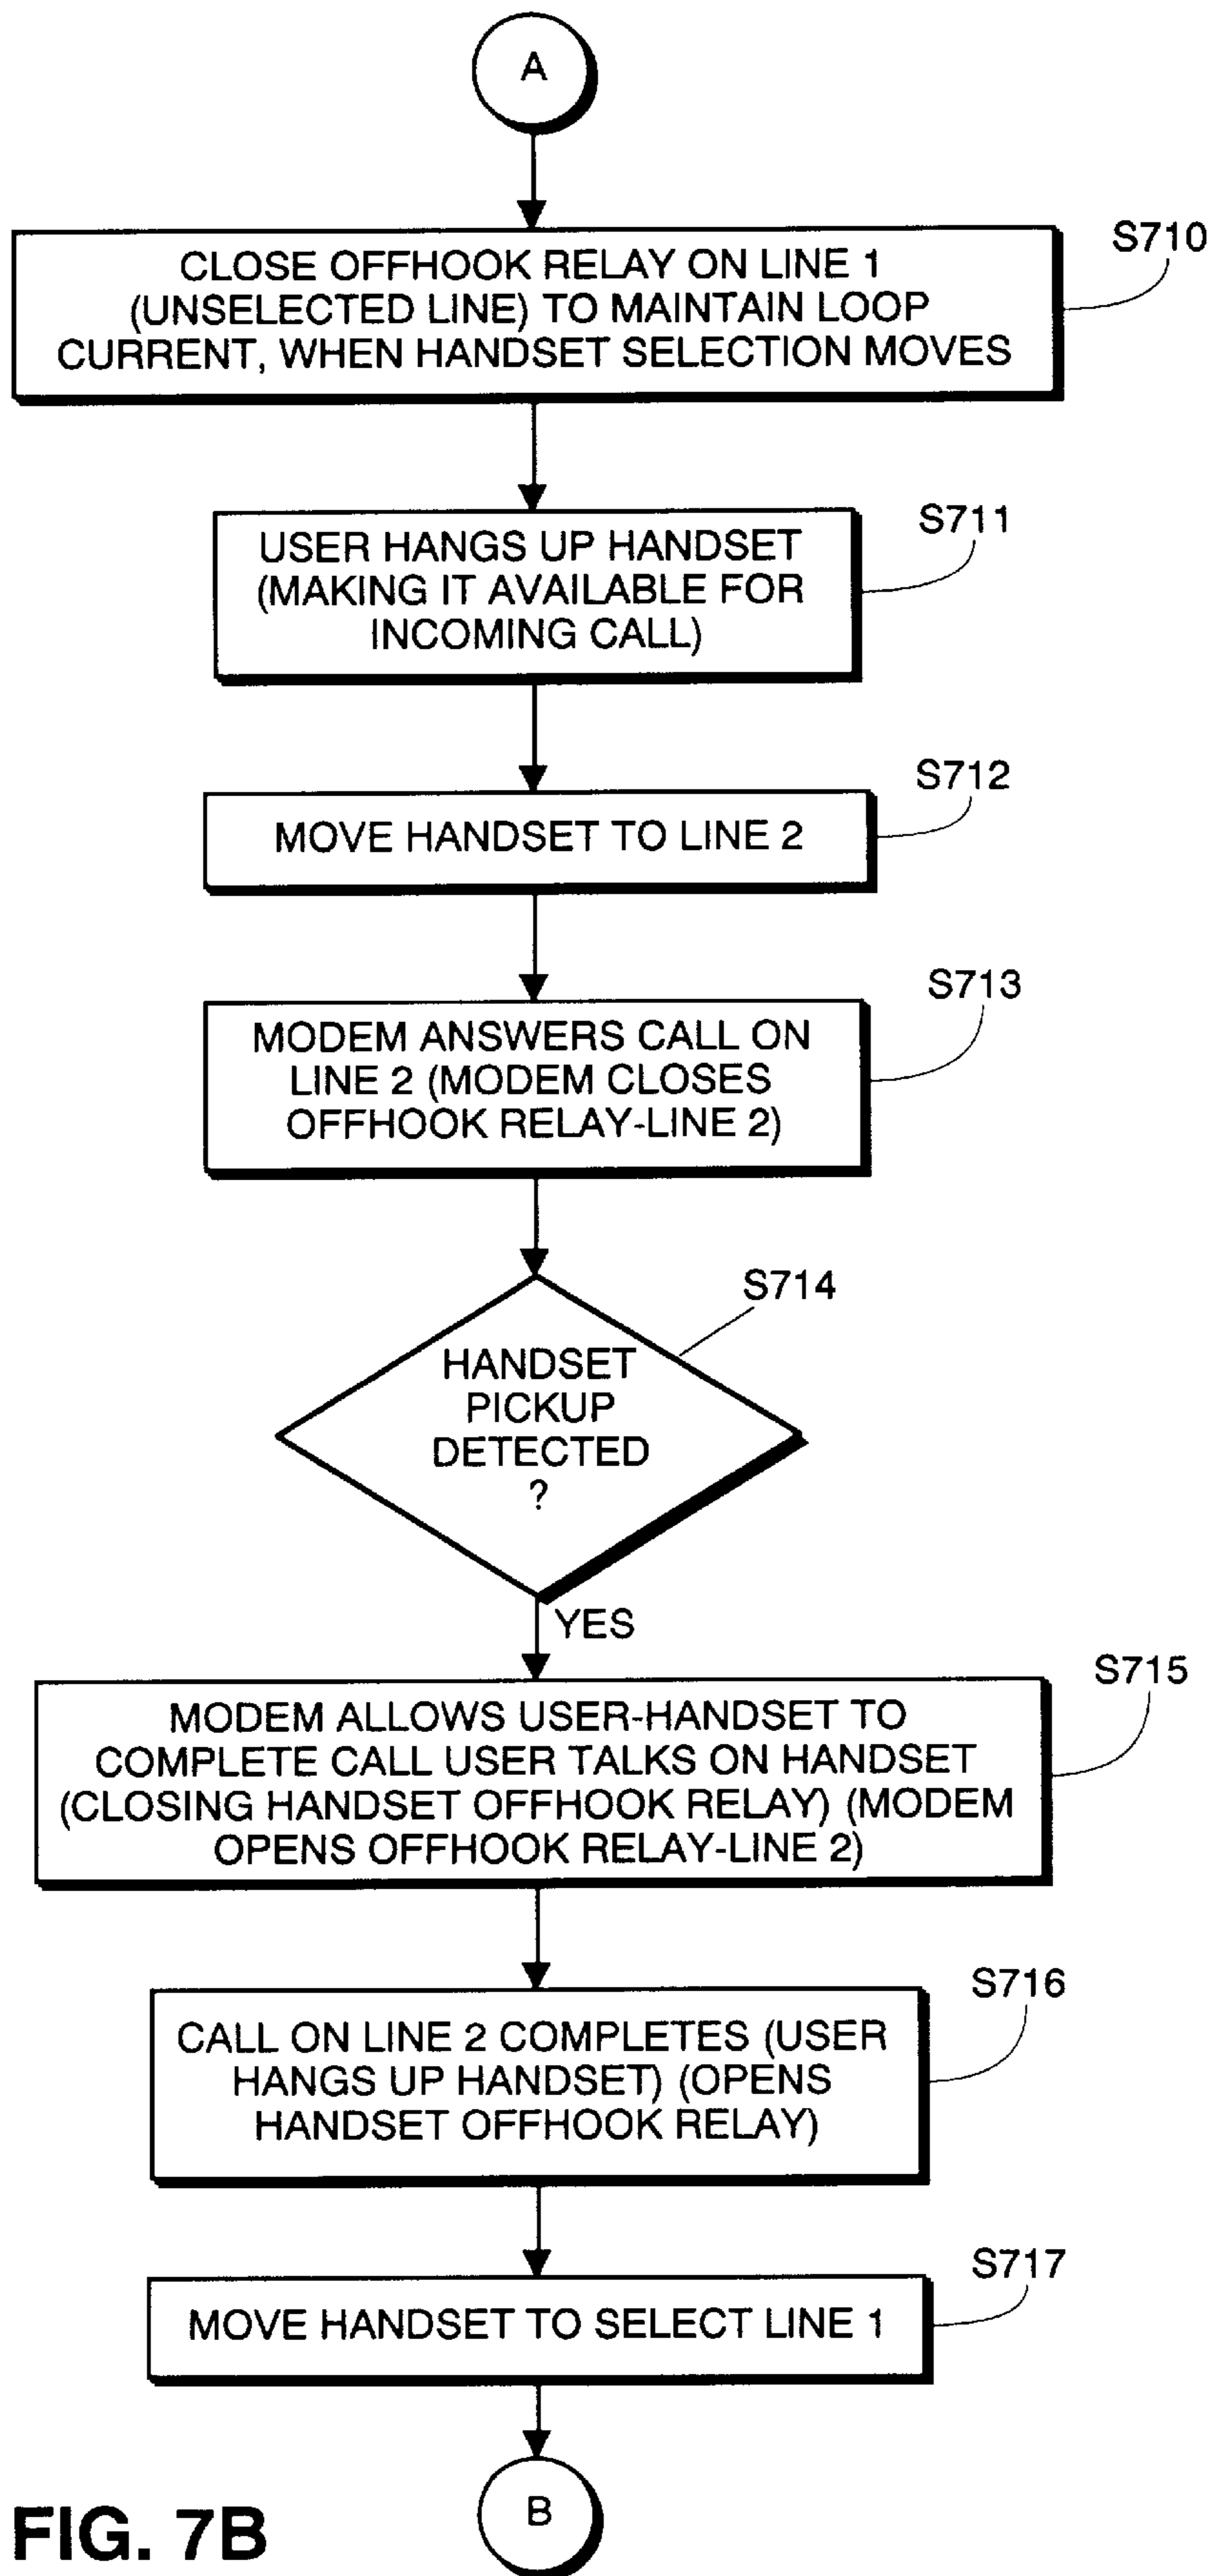 A
S710
CLOSE OFFHOOK RELAY ON LINE 1
(UNSELECTED LINE) TO MAINTAIN LOOP
CURRENT, WHEN HANDSET SELECTION MOVES
S711
USER HANGS UP HANDSET
(MAKING IT AVAILABLE FOR
INCOMING CALL)
S712
MOVE HANDSET TO LINE 2
S713
MODEM ANSWERS CALL ON
LINE 2 (MODEM CLOSES
OFFHOOK RELAY-LINE 2)
S714
HANDSET
PICKUP
DETECTED
?
YES
S715
MODEM ALLOWS USER-HANDSET TO
COMPLETE CALL USER TALKS ON HANDSET
(CLOSING HANDSET OFFHOOK RELAY) (MODEM
OPENS OFFHOOK RELAY-LINE 2)
S716
CALL ON LINE 2 COMPLETES (USER
HANGS UP HANDSET) (OPENS
HANDSET OFFHOOK RELAY)
S717
MOVE HANDSET TO SELECT LINE 1
B
FIG. 7B